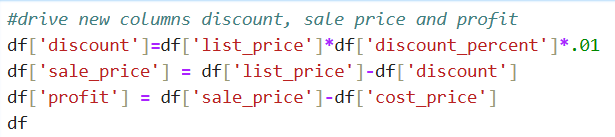 #drive new columns discount, sale price and profit
df['discount']=df['list_price']*df['discount_percent']*.01
df['sale_price'] = df['list_price']-df['discount']
df['profit'] = df['sale_price']-df['cost_price']
df